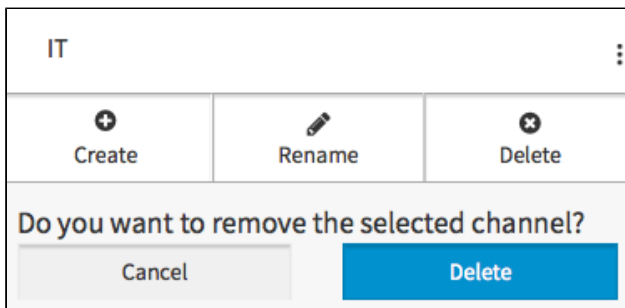 IT
Create Rename Delete
Do you want to remove the selected channel?
Cancel Delete